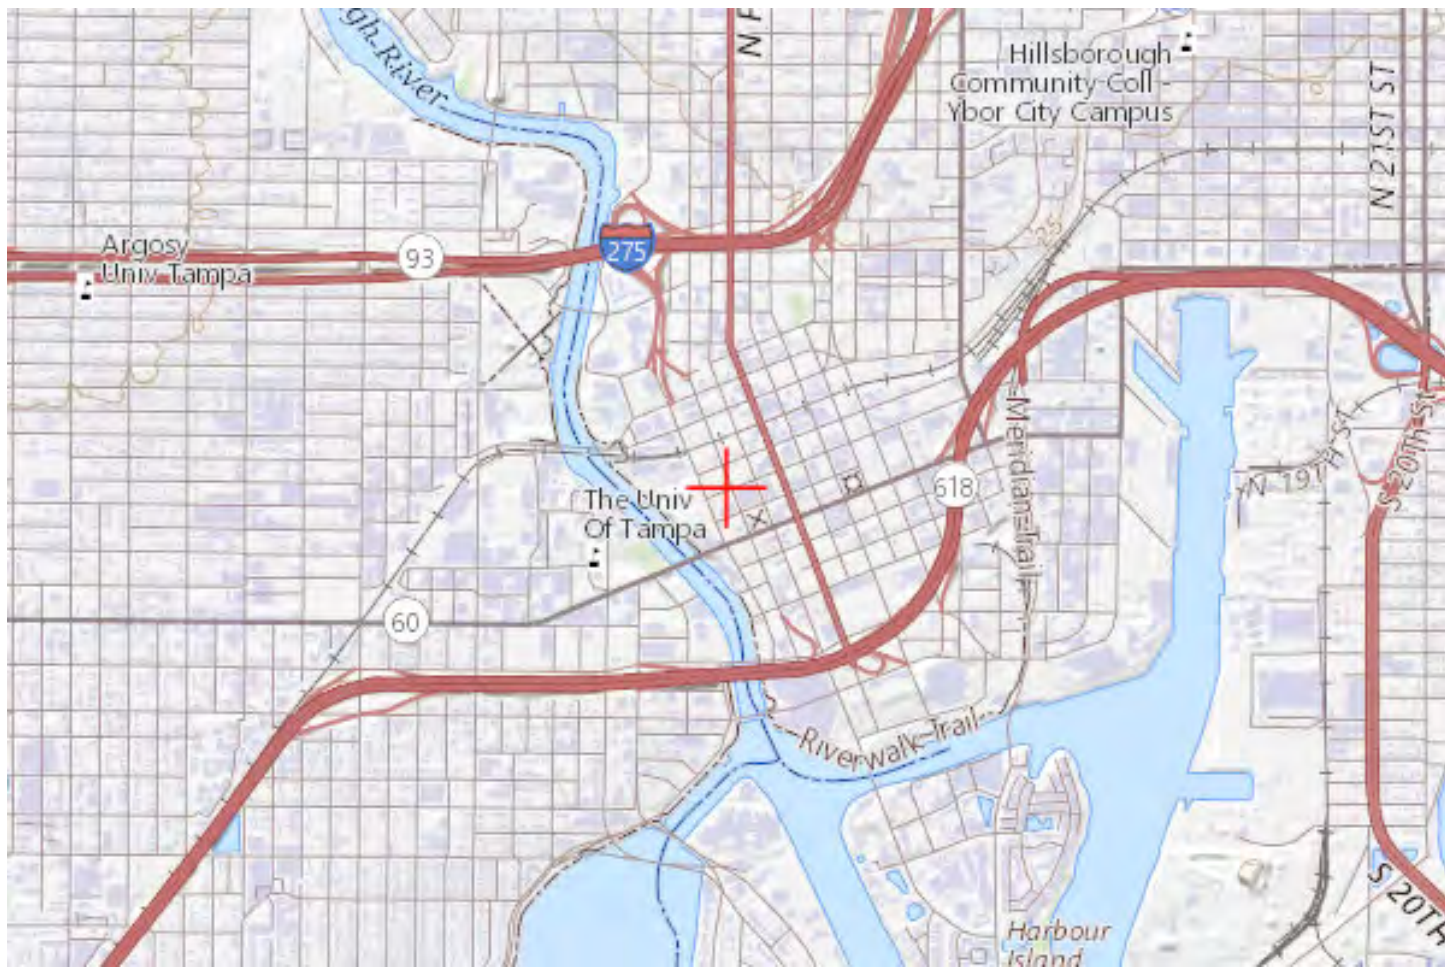 gh River
N F
Hillsborough
Community Coll -
Ybor City Campus
N 21ST ST
Argosy
Univ Tampa
93
275
25
Meridian Trail
S 20th St
N 19TH St
618
The Univ
Of Tampa
60
Riverwalk Trail
S 20TH
Harbour
Island